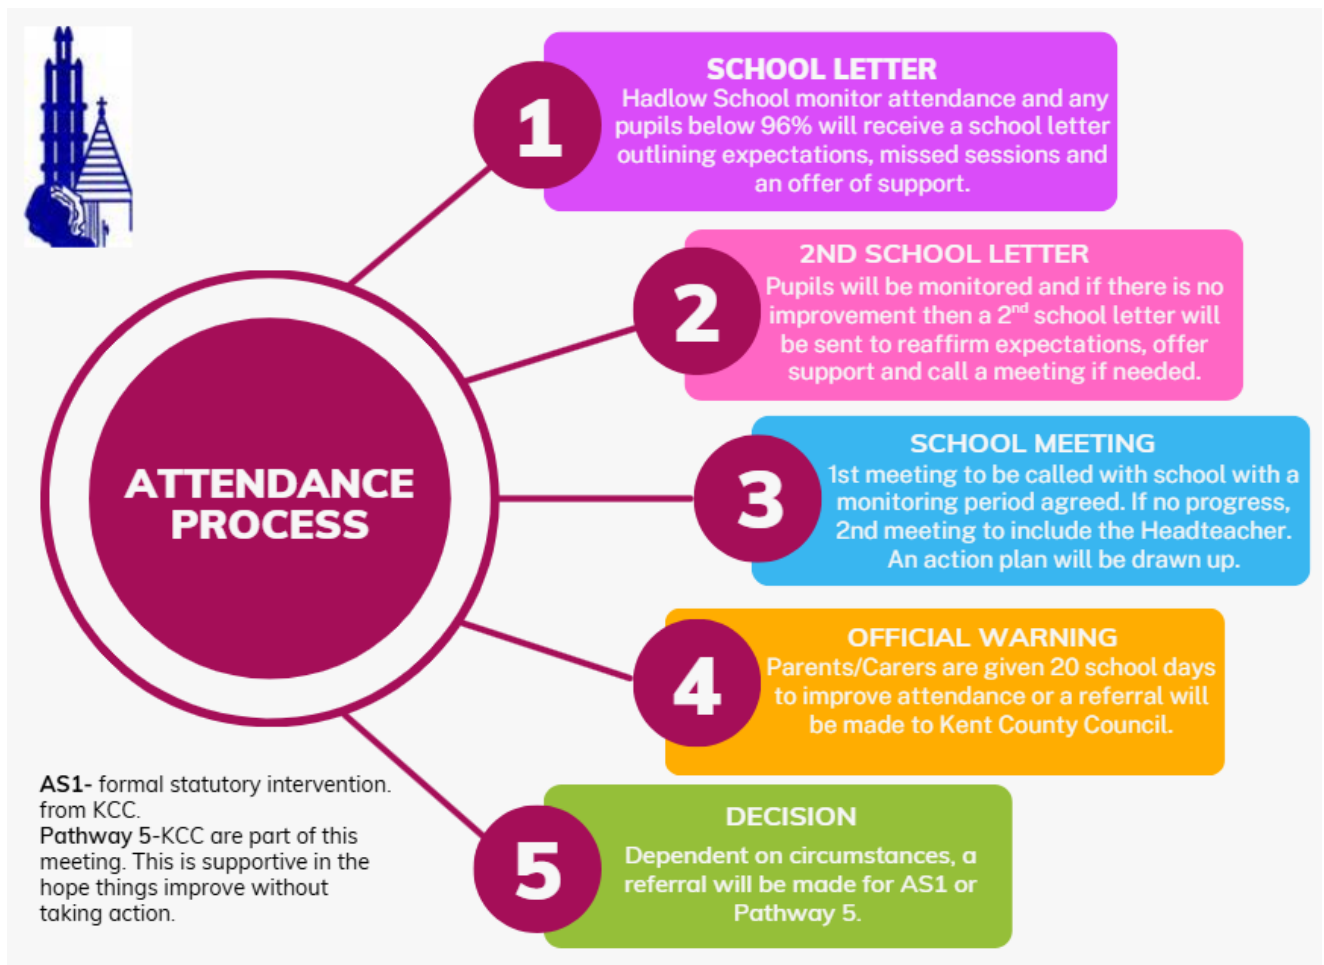 1
SCHOOL LETTER
Hadlow School monitor attendance and any
pupils below 96% will receive a school letter
outlining expectations, missed sessions and
an offer of support.
2
2ND SCHOOL LETTER
Pupils will be monitored and if there is no
improvement then a 2nd school letter will
be sent to reaffirm expectations, offer
support and call a meeting if needed.
ATTENDANCE
PROCESS
3
SCHOOL MEETING
1st meeting to be called with school with a
monitoring period agreed. If no progress,
2nd meeting to include the Headteacher.
An action plan will be drawn up.
4
OFFICIAL WARNING
Parents/Carers are given 20 school days
to improve attendance or a referral will
be made to Kent County Council.
5
DECISION
Dependent on circumstances, a
referral will be made for AS1 or
Pathway 5.
AS1- formal statutory intervention.
from KCC.
Pathway 5-KCC are part of this
meeting. This is supportive in the
hope things improve without
taking action.